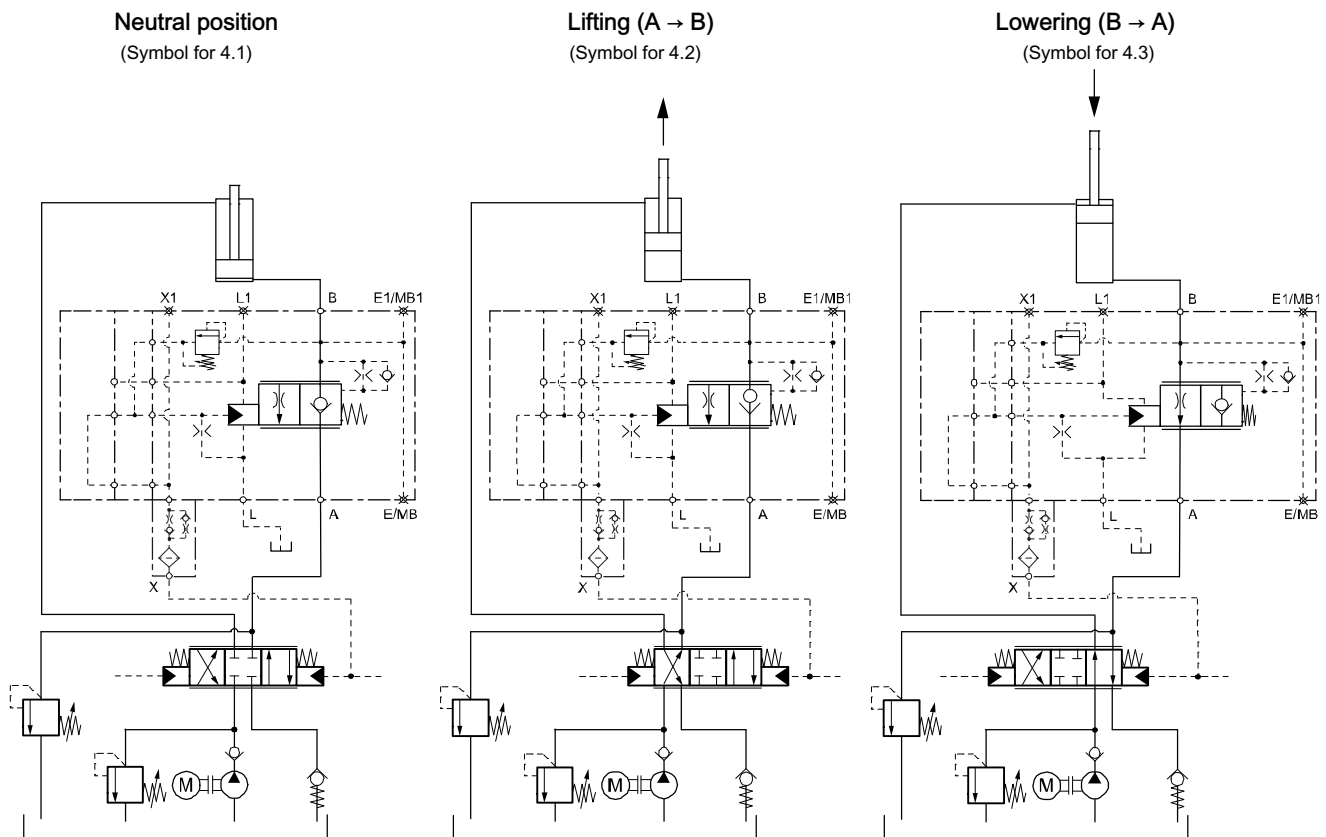 Neutral position
(Symbol for 4.1)
X1 L1 B E1/MB1
L A E/MB
X
M
Lifting (A → B)
(Symbol for 4.2)
X1 L1 B E1/MB1
L A E/MB
X
M
Lowering (B → A)
(Symbol for 4.3)
X1 L1 B E1/MB1
L A E/MB
X
M